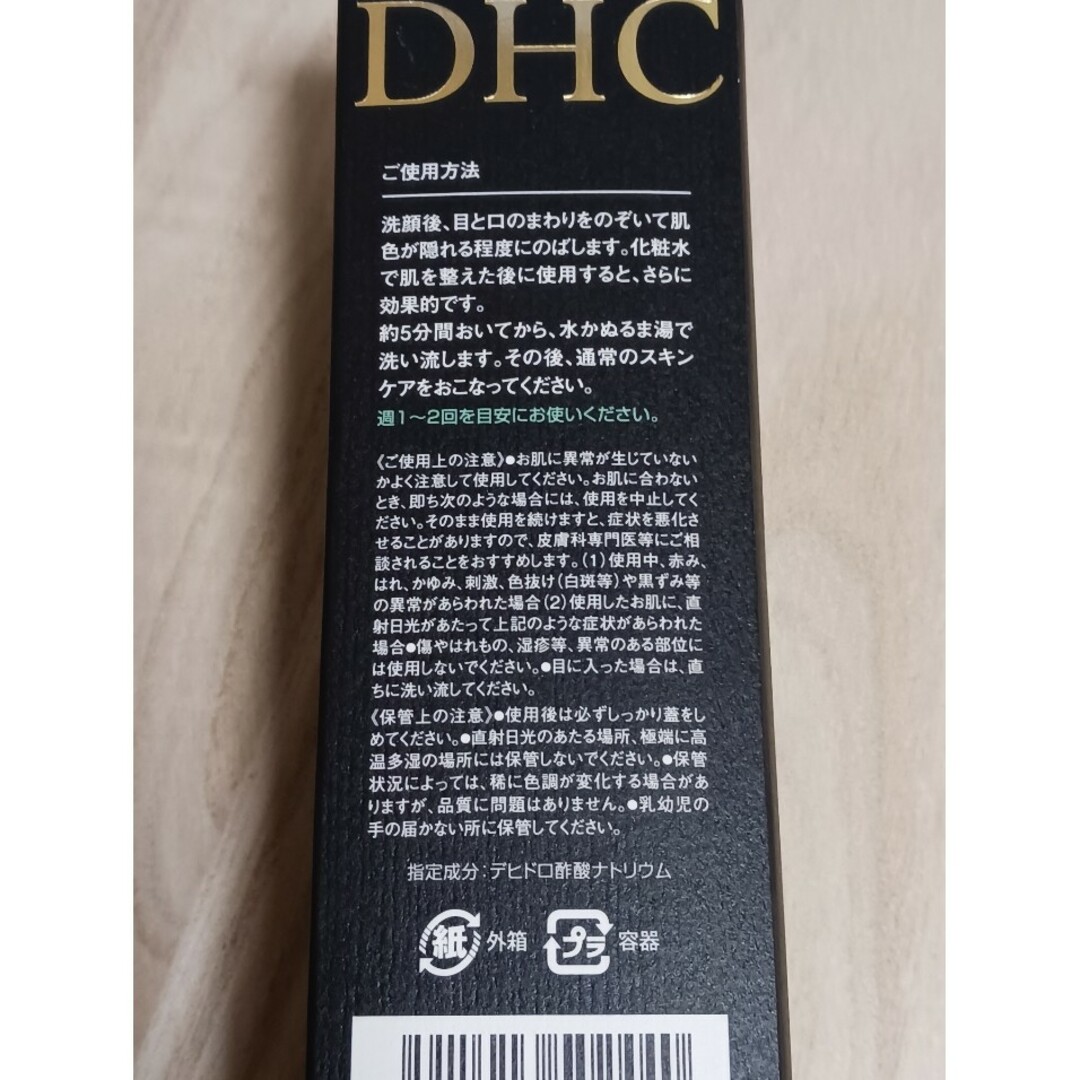 DHC
ご使用方法
洗顔後、目と口のまわりをのぞいて肌
色が隠れる程度にのばします。化粧水
で肌を整えた後に使用すると、さらに
効果的です。
約5分間おいてから、水かぬるま湯で
洗い流します。その後、通常のスキン
ケアをおこなってください。
週1～2回を目安にお使いください。
《ご使用上の注意》●お肌に異常が生じていない
かよく注意して使用してください。お肌に合わない
とき、即ち次のような場合には、使用を中止してく
ださい。そのまま使用を続けますと、症状を悪化さ
せることがありますので、皮膚科専門医等にご相
談されることをおすすめします。（1）使用中、赤み、
はれ、かゆみ、刺激、色抜け（白斑等）や黒ずみ等
の異常があらわれた場合（2）使用したお肌に、直
射日光があたって上記のような症状があらわれた
場合●傷やはれもの、湿疹等、異常のある部位に
は使用しないでください。●目に入った場合は、直
ちに洗い流してください。
《保管上の注意》●使用後は必ずしっかり蓋をし
めてください。●直射日光のあたる場所、極端に高
温多湿の場所には保管しないでください。●保管
状況によっては、稀に色調が変化する場合があ
りますが、品質に問題はありません。●乳幼児の
手の届かない所に保管してください。
指定成分：デヒドロ酢酸ナトリウム
紙 外箱 プラ 容器